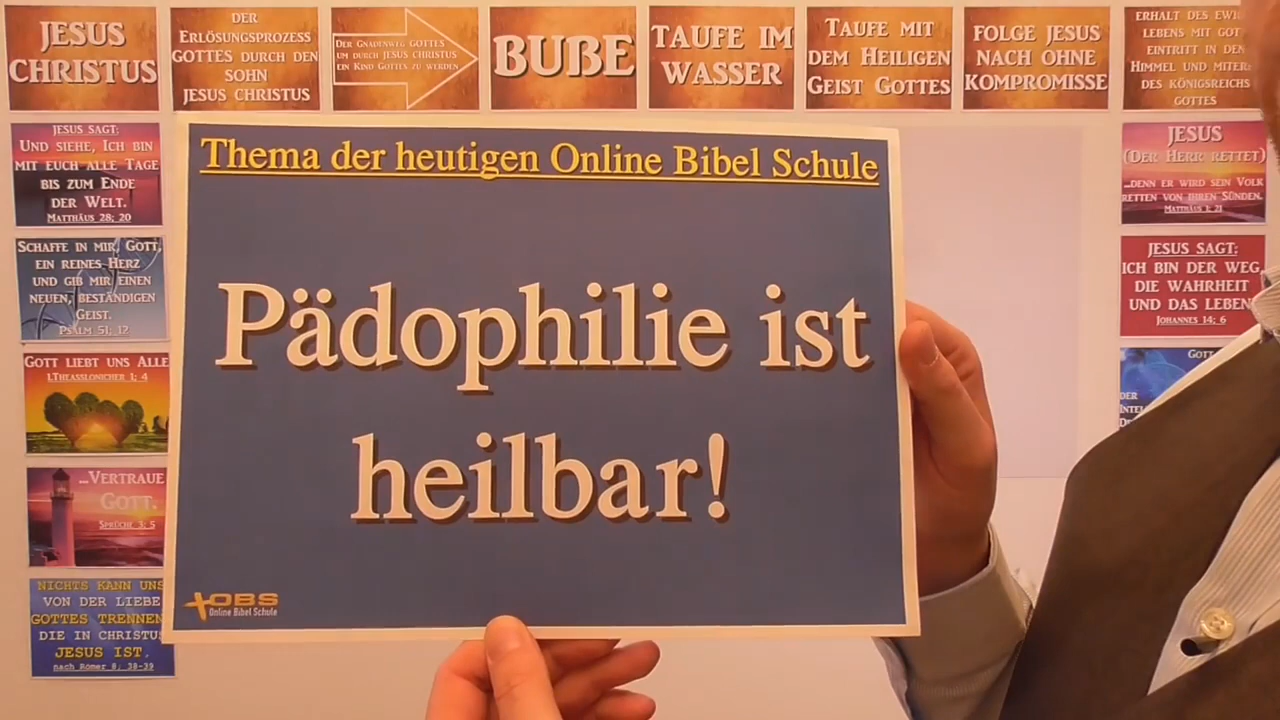 JESUS
CHRISTUS
DER
ERLÖSUNGSPROZESS
GOTTES DURCH DEN
SOHN
JESUS CHRISTUS
DER GNADENWEG GOTTES
UM DURCH JESUS CHRISTUS
EIN KIND GOTTES ZU WERDEN
BUßE
TAUFE IM
WASSER
TAUFE MIT
DEM HEILIGEN
GEIST GOTTES
FOLGE JESUS
NACH OHNE
KOMPROMISSE
ERHALT DES
LEBENS MIT
EINTRITT IN DEN
HIMMEL UND
DES KÖNIGREICHS
GOTTES
JESUS SAGT:
UND SIEHE, ICH BIN
MIT EUCH ALLE TAGE
BIS ZUM ENDE
DER WELT.
MATTHÄUS 28; 20
SCHAFFE IN MIR, GOTT,
EIN REINES HERZ
UND GIB MIR EINEN
NEUEN, BESTÄNDIGEN
GEIST.
PSALM 51; 12
GOTT LIEBT UNS ALLE
1.THEASSLONICHER 1; 4
...VERTRAUE
GOTT.
SPRÜCHE 3; 5
NICHTS KANN UNS
VON DER LIEBE
GOTTES TRENNEN
DIE IN CHRISTU
JESUS IST.
nach Römer 8; 38-39
Thema der heutigen Online Bibel Schule
Pädophilie ist
heilbar!
OBS
Online Bibel Schule
JESUS
(DER HERR RETTET)
...DENN ER WIRD SEIN VOLK
RETTEN VON IHREN SÜNDEN.
MATTHÄUS 1; 21
JESUS SAGT:
ICH BIN DER WEG,
DIE WAHRHEIT
UND DAS LEBEN
JOHANNES 14; 6
GOTT
DER